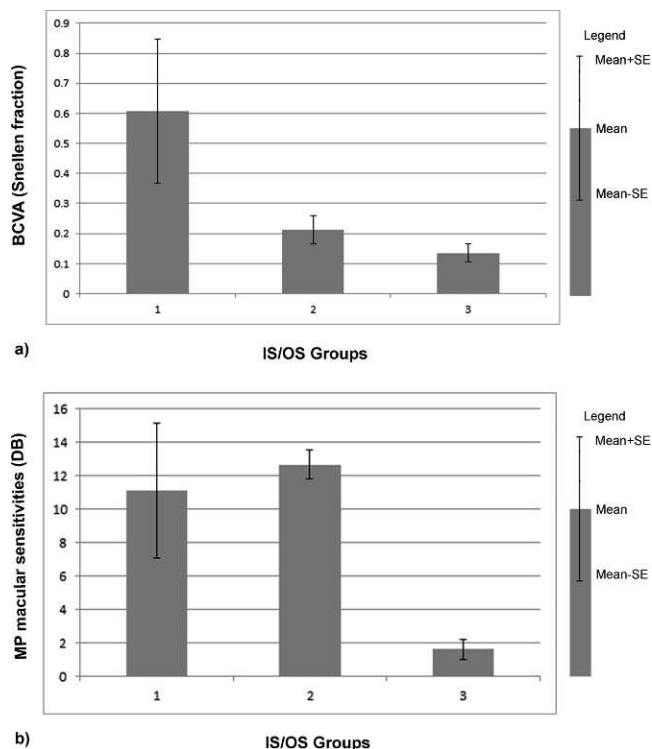 0.9
0.8
0.7
0.6
0.5
0.4
0.3
0.2
0.1
0
BCVA (Snellen fraction)
1 2 3
IS/OS Groups
a)
Legend
Mean+SE
Mean
Mean-SE
16
14
12
10
8
6
4
2
0
MP macular sensitivities (DB)
1 2 3
IS/OS Groups
b)
Legend
Mean+SE
Mean
Mean-SE